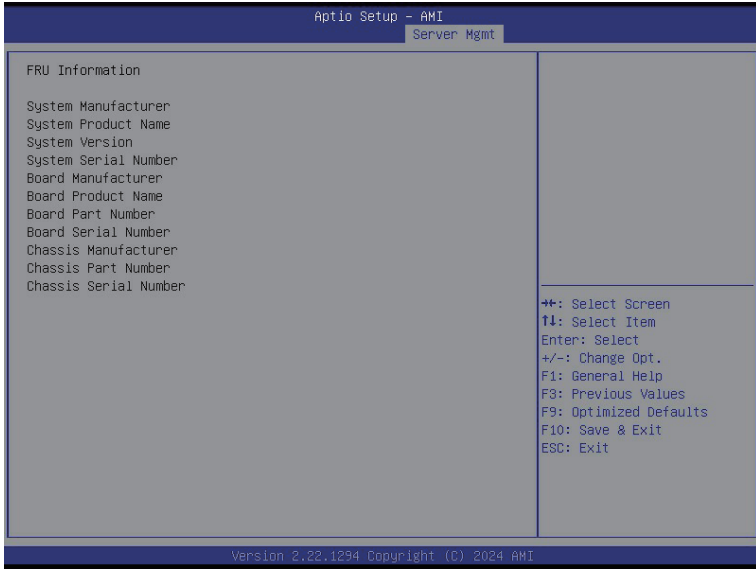 Aptio Setup – AMI
Server Mgmt
FRU Information
System Manufacturer
System Product Name
System Version
System Serial Number
Board Manufacturer
Board Product Name
Board Part Number
Board Serial Number
Chassis Manufacturer
Chassis Part Number
Chassis Serial Number
→←: Select Screen
↑↓: Select Item
Enter: Select
+/-: Change Opt.
F1: General Help
F3: Previous Values
F9: Optimized Defaults
F10: Save & Exit
ESC: Exit
Version 2.22.1294 Copyright (C) 2024 AMI